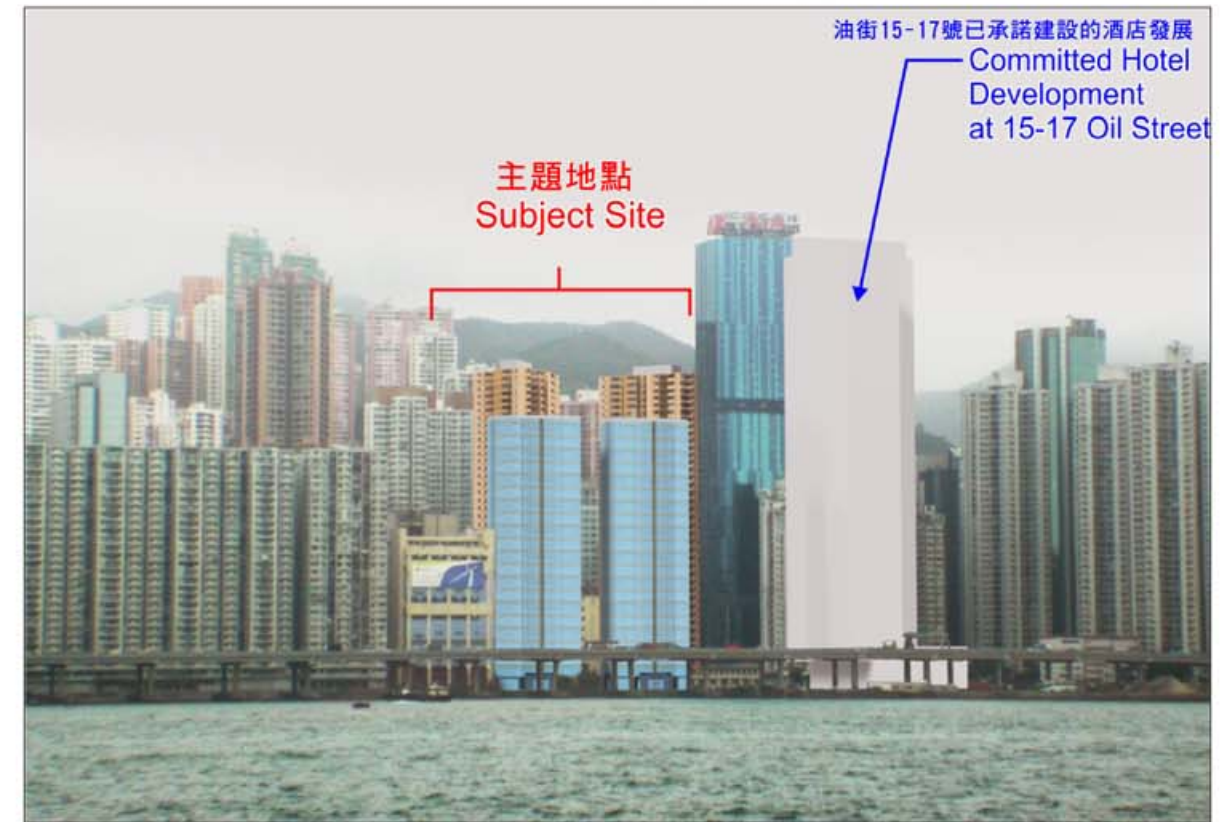 油街15-17號已承諾建設的酒店發展
Committed Hotel
Development
at 15-17 Oil Street
主題地點
Subject Site